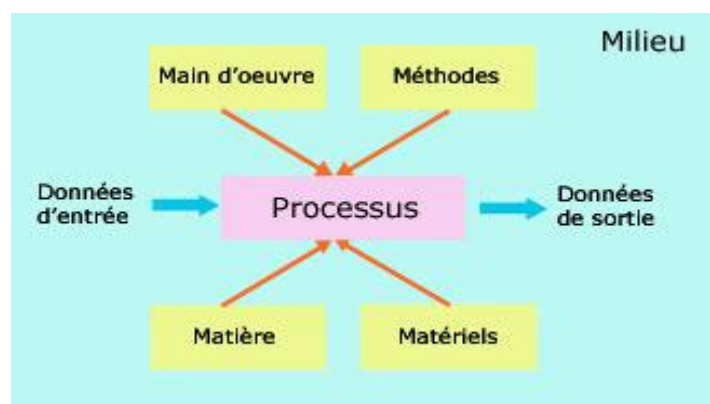 Milieu
Main d'oeuvre
Méthodes
Données
d'entrée
Processus
Données
de sortie
Matière
Matériels